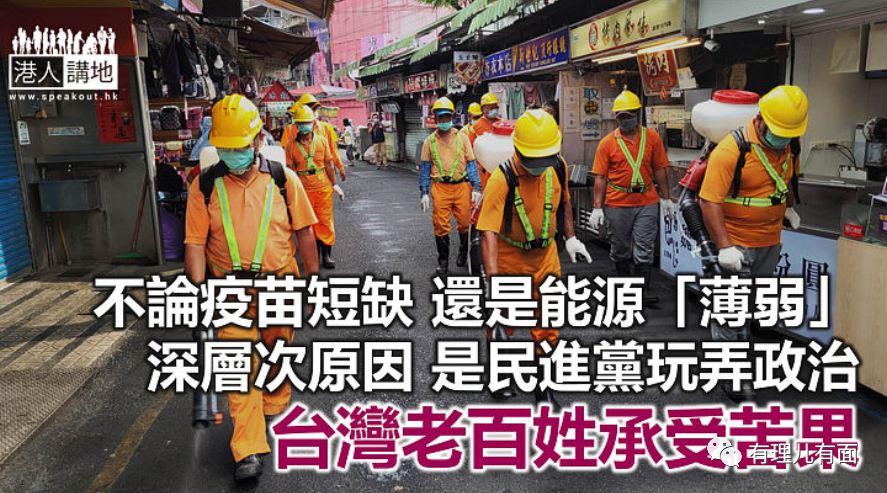 港人講地
www.speakout.hk
不論疫苗短缺 還是能源「薄弱」
深層次原因 是民進黨玩弄政治
台灣老百姓承受苦果
有理儿有面